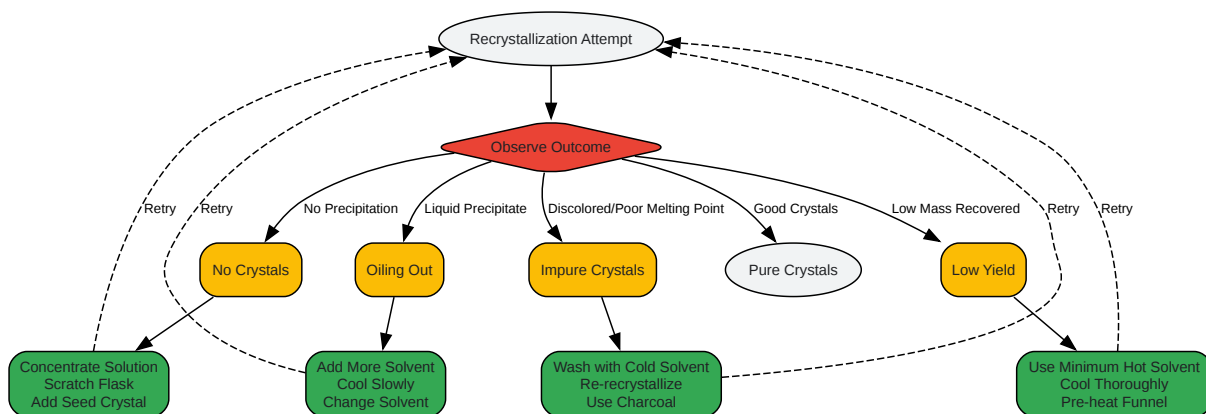 Recrystallization Attempt
Observe Outcome
Retry
Retry
No Precipitation
Liquid Precipitate
Discolored/Poor Melting Point
Good Crystals
Low Mass Recovered
Retry
Retry
No Crystals
Oiling Out
Impure Crystals
Pure Crystals
Low Yield
Concentrate Solution
Scratch Flask
Add Seed Crystal
Add More Solvent
Cool Slowly
Change Solvent
Wash with Cold Solvent
Re-recrystallize
Use Charcoal
Use Minimum Hot Solvent
Cool Thoroughly
Pre-heat Funnel